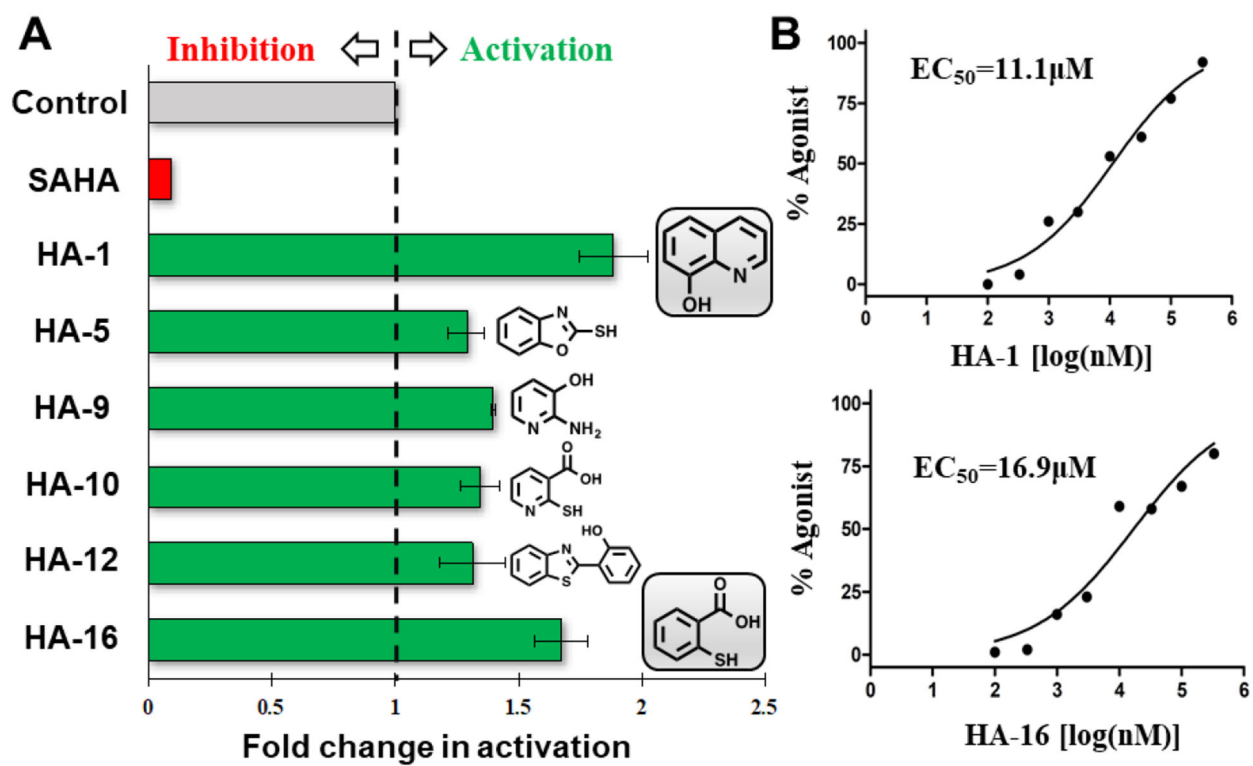 A
Inhibition
Activation
Control
SAHA
HA-1
HA-5
HA-9
HA-10
HA-12
HA-16
N
OH
N
SH
O
OH
N
NH₂
O
OH
N
SH
HO
N
S
O
OH
SH
0
0.5
1
1.5
2
2.5
Fold change in activation
B
100
75
50
25
0
% Agonist
EC₅₀=11.1µM
0
1
2
3
4
5
6
HA-1 [log(nM)]
100
75
50
25
0
% Agonist
EC₅₀=16.9µM
0
1
2
3
4
5
6
HA-16 [log(nM)]